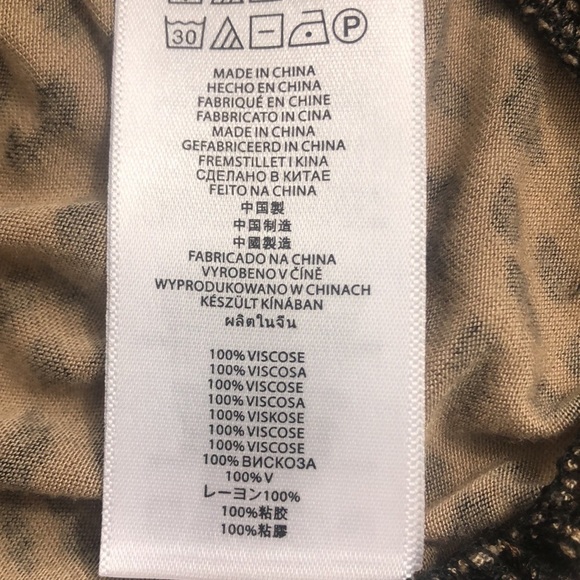 30 P
MADE IN CHINA
HECHO EN CHINA
FABRIQUÉ EN CHINE
FABBRICATO IN CINA
MADE IN CHINA
GEFABRICEERD IN CHINA
FREMSTILLET I KINA
СДЕЛАНО В КИТАЕ
FEITO NA CHINA
中国製
中国制造
中國製造
FABRICADO NA CHINA
VYROBENO V ČÍNĚ
WYPRODUKOWANO W CHINACH
KÉSZÜLT KÍNÁBAN
ผลิตในจีน
100% VISCOSE
100% VISCOSA
100% VISCOSE
100% VISCOSA
100% VISKOSE
100% VISCOSE
100% VISCOSE
100% ВИСКОЗА
100% V
レーヨン100%
100%粘胶
100%粘膠